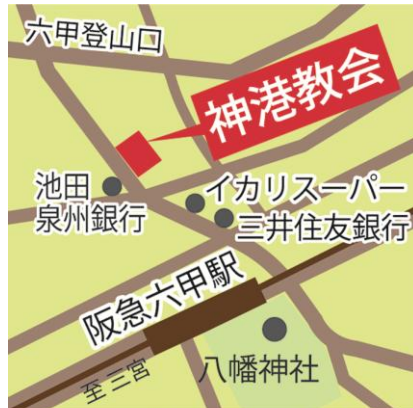 六甲登山口
神港教会
池田
泉州銀行
イカリスーパー
三井住友銀行
阪急六甲駅
八幡神社
至 三宮